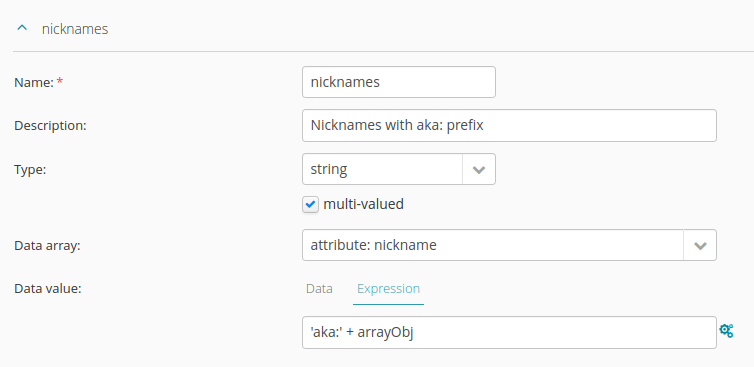 nicknames
Name: *
nicknames
Description:
Nicknames with aka: prefix
Type:
string
multi-valued
Data array:
attribute: nickname
Data value:
Data
Expression
'aka:' + arrayObj